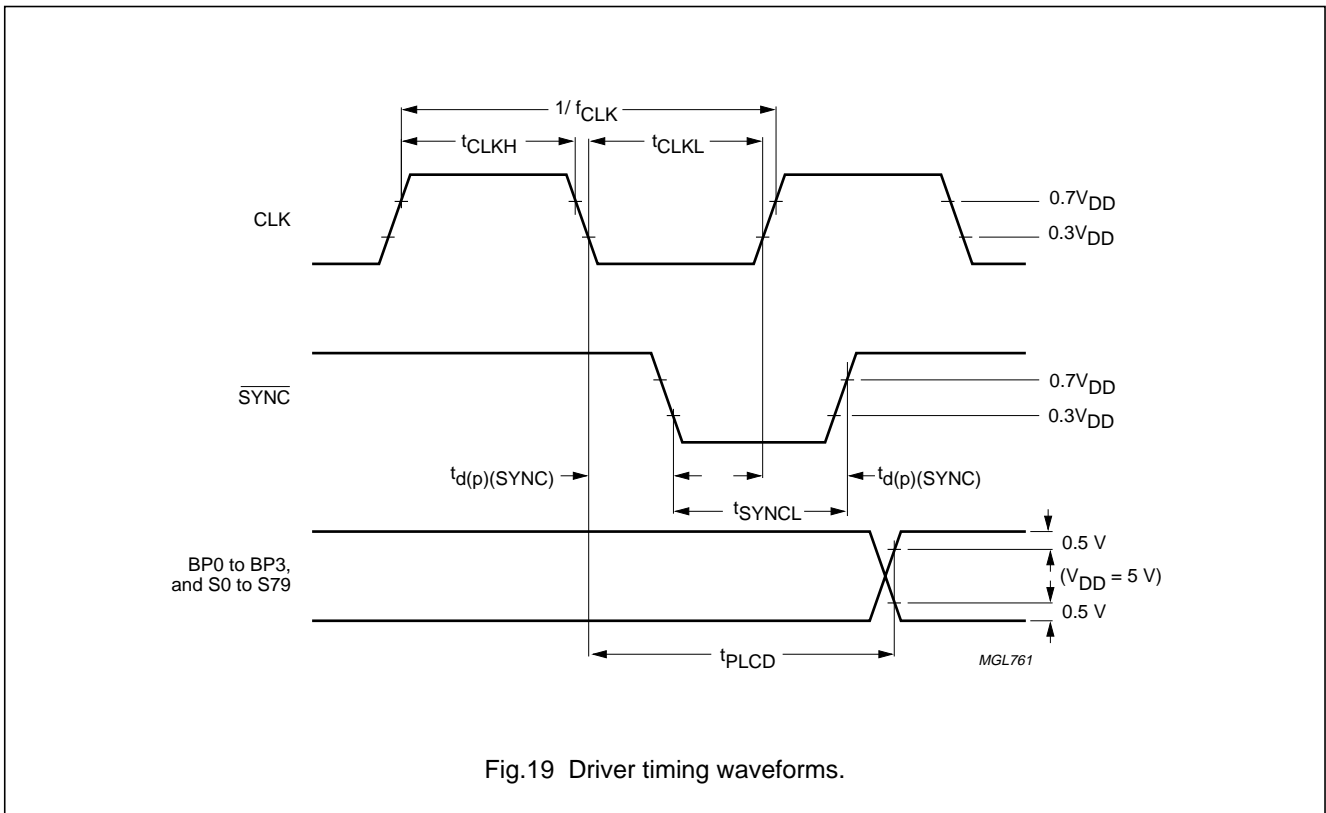 1/ fCLK
tCLKH
tCLKL
CLK
0.7VDD
0.3VDD
SYNC
0.7VDD
0.3VDD
td(p)(SYNC)
td(p)(SYNC)
tSYNCL
BP0 to BP3,
and S0 to S79
0.5 V
(VDD = 5 V)
0.5 V
tPLCD
MGL761
Fig.19 Driver timing waveforms.